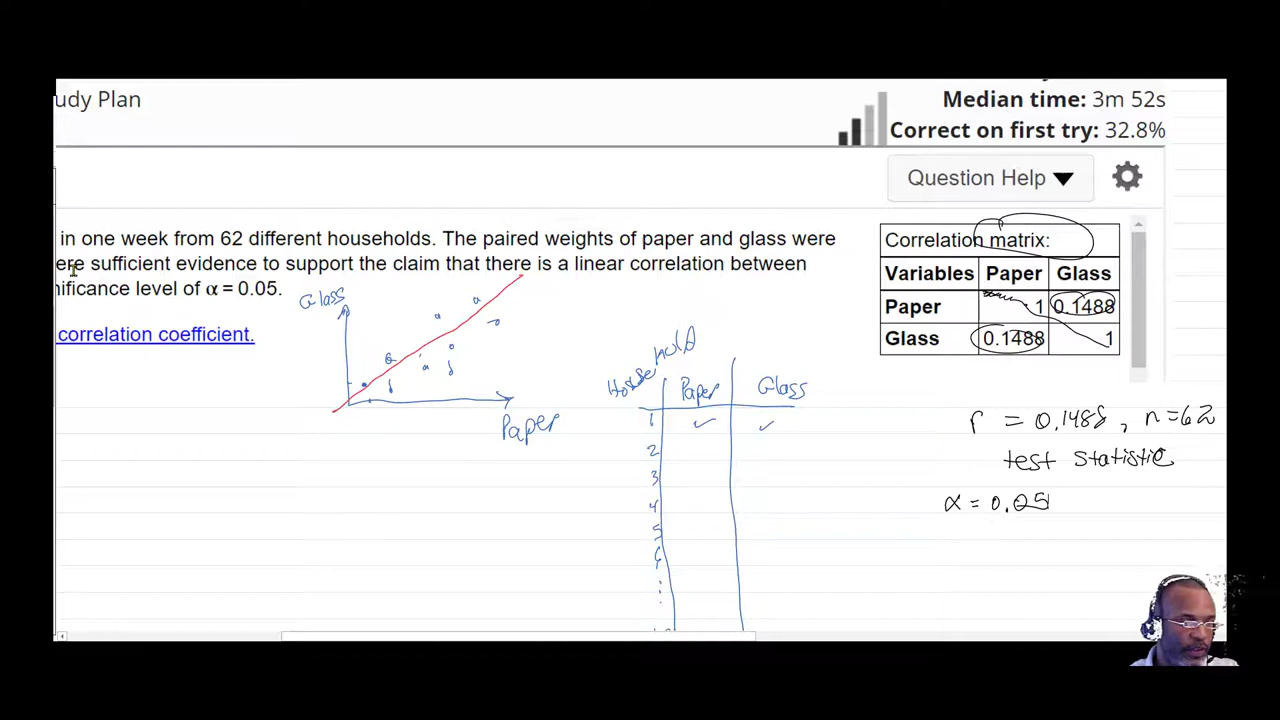 udy Plan
Median time: 3m 52s
Correct on first try: 32.8%
Question Help
in one week from 62 different households. The paired weights of paper and glass were
ere sufficient evidence to support the claim that there is a linear correlation between
nificance level of α = 0.05.
correlation coefficient.
Correlation matrix:
Variables Paper Glass
Paper 1 0.1488
Glass 0.1488 1
Glass
Paper
Household Paper Glass
1 ✓ ✓
2
3
4
5
6
r = 0.1488, n=62
test statistic
α = 0.05